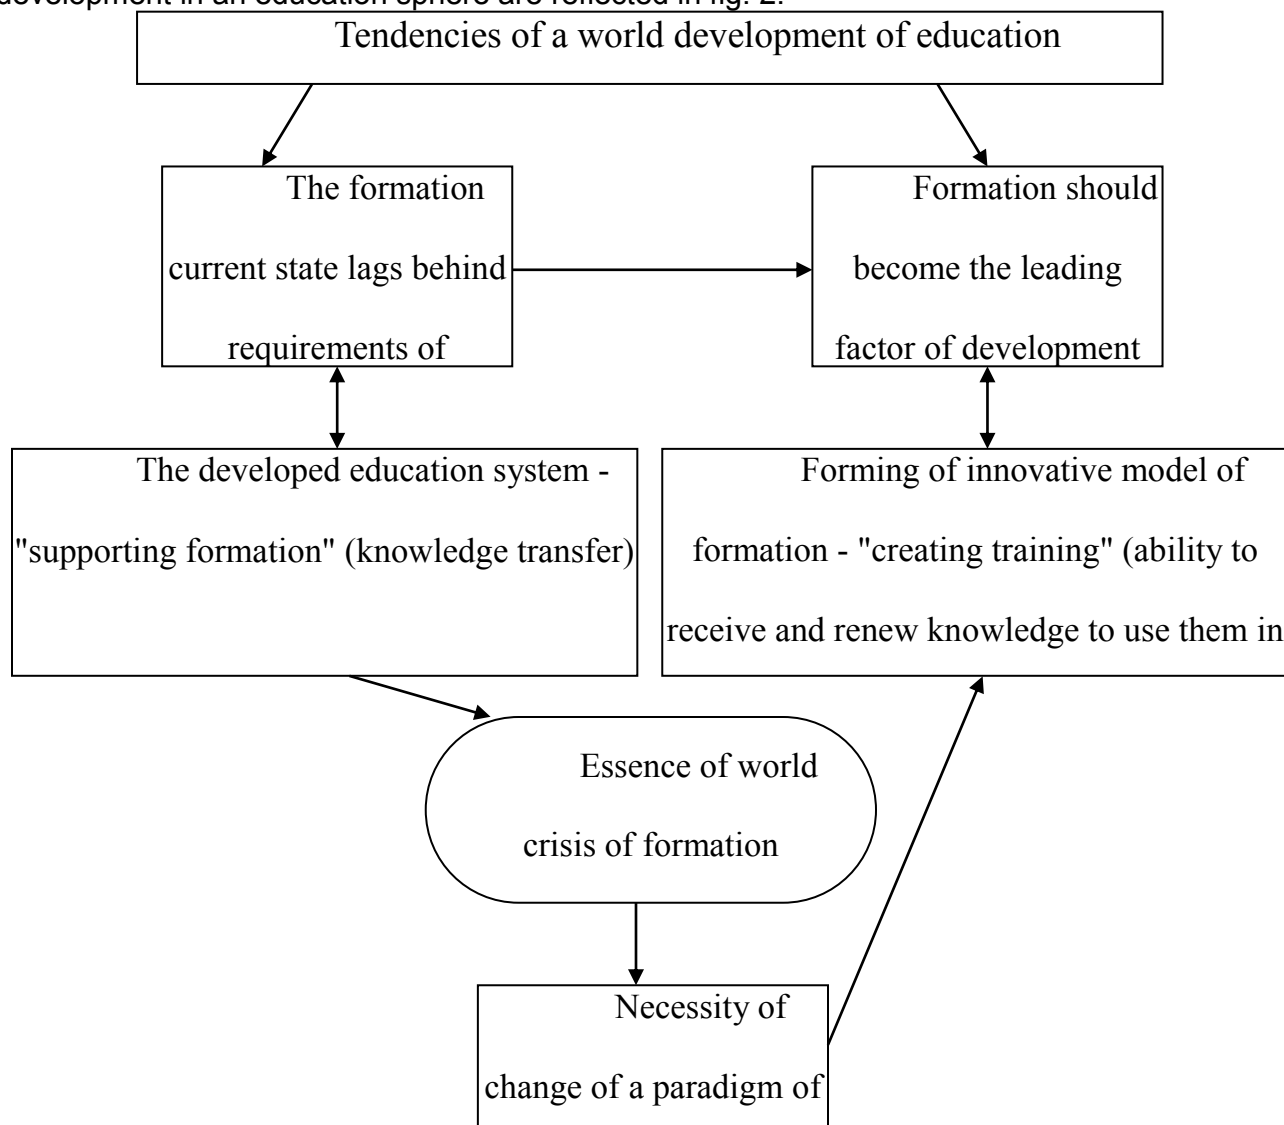 development in an education sphere are reflected in fig. 2.
Tendencies of a world development of education
The formation
current state lags behind
requirements of
Formation should
become the leading
factor of development
The developed education system -
"supporting formation" (knowledge transfer)
Forming of innovative model of
formation - "creating training" (ability to
receive and renew knowledge to use them in
Essence of world
crisis of formation
Necessity of
change of a paradigm of